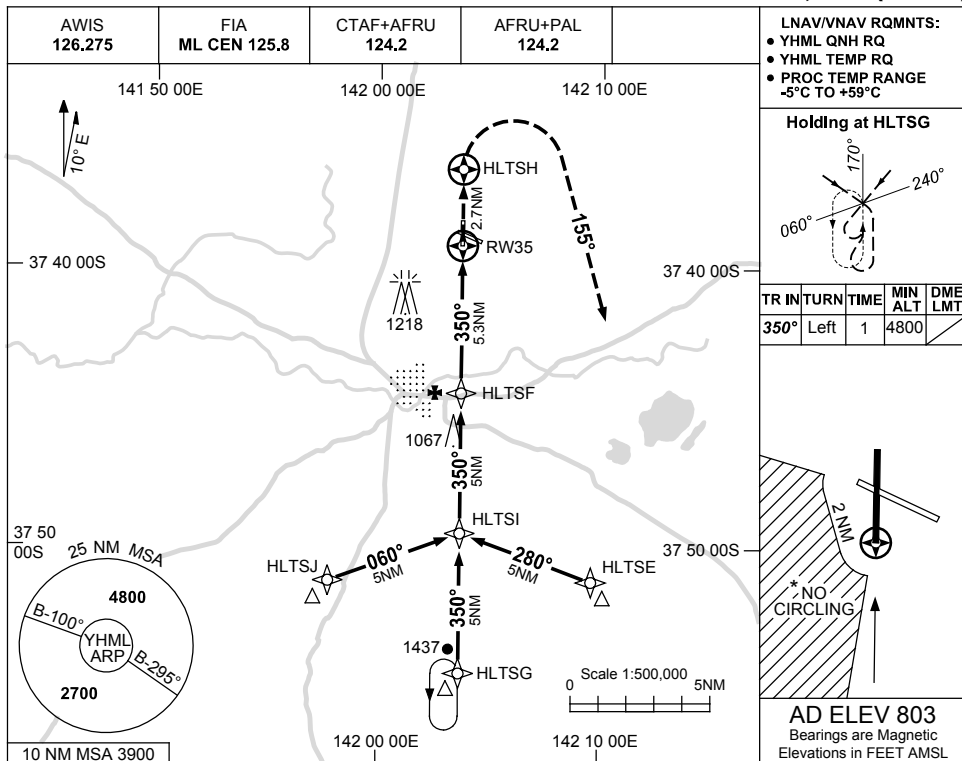 AWIS
126.275
FIA
ML CEN 125.8
CTAF+AFRU
124.2
AFRU+PAL
124.2
LNAV/VNAV RQMNTS:
• YHML QNH RQ
• YHML TEMP RQ
• PROC TEMP RANGE
-5°C TO +59°C
141 50 00E
142 00 00E
142 10 00E
10° E
HLTSH
2.7NM
RW35
155°
37 40 00S
37 40 00S
1218
350°
5.3NM
HLTSF
1067
350°
5NM
HLTSI
37 50
00S
37 50 00S
HLTSJ
060°
5NM
280°
5NM
HLTSE
350°
5NM
1437
HLTSG
25 NM MSA
4800
B-100°
YHML
ARP
B-295°
2700
10 NM MSA 3900
Scale 1:500,000
0
5NM
142 00 00E
142 10 00E
Holding at HLTSG
170°
240°
060°
TR IN TURN TIME MIN ALT DME LMT
350° Left 1 4800
2 NM
* NO
CIRCLING
AD ELEV 803
Bearings are Magnetic
Elevations in FEET AMSL